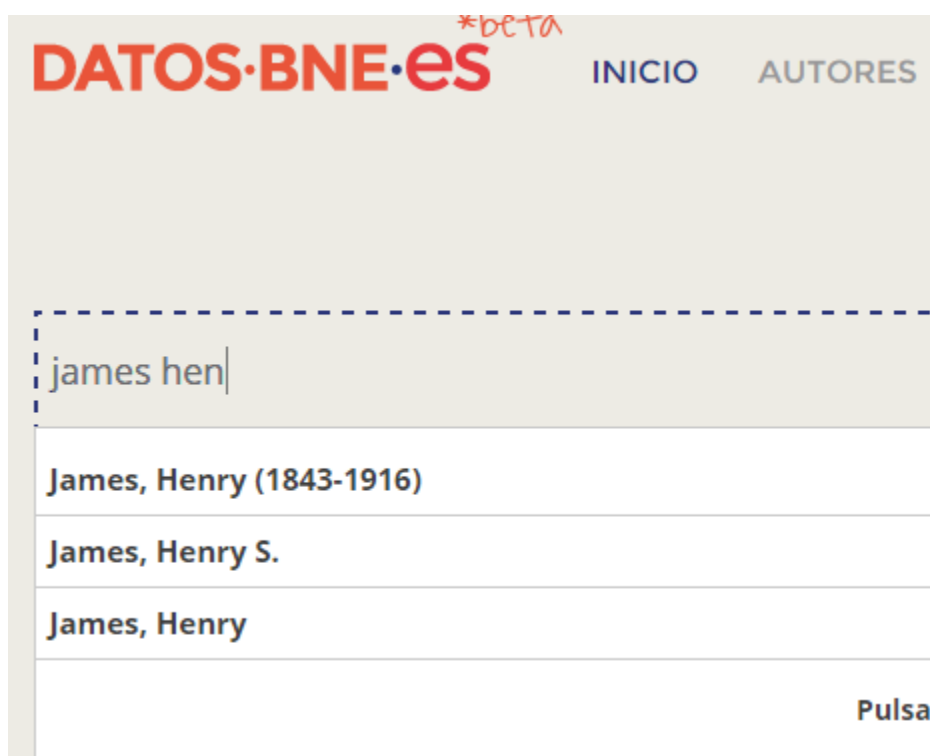 *beta
DATOS·BNE·es INICIO AUTORES
james hen
James, Henry (1843-1916)
James, Henry S.
James, Henry
Pulsa